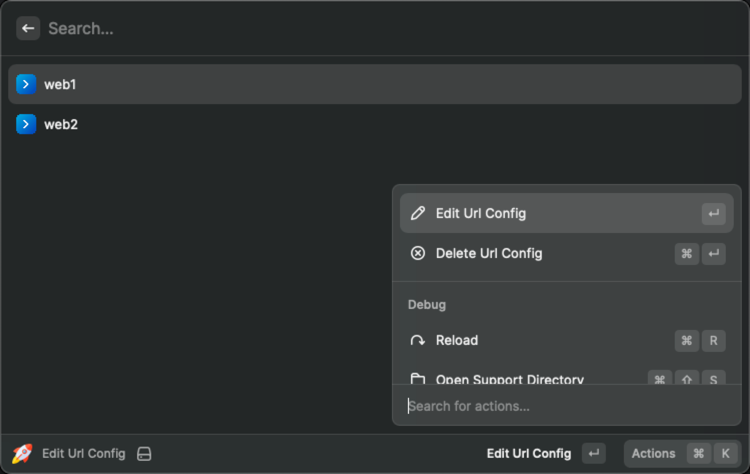 Search...
web1
web2
Edit Url Config ↵
Delete Url Config ⌘ ↵
Debug
Reload ⌘ R
Open Support Directory ⌘ ⇧ S
Search for actions...
Edit Url Config
Edit Url Config ↵ Actions ⌘ K